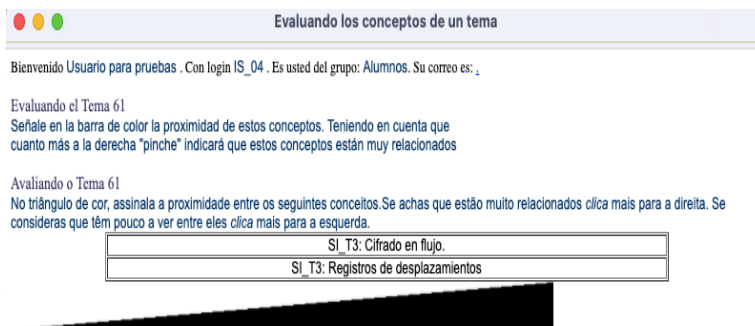 Evaluando los conceptos de un tema
Bienvenido Usuario para pruebas . Con login IS_04 . Es usted del grupo: Alumnos. Su correo es: .
Evaluando el Tema 61
Señale en la barra de color la proximidad de estos conceptos. Teniendo en cuenta que
cuanto más a la derecha "pinche" indicará que estos conceptos están muy relacionados
Avaliando o Tema 61
No triângulo de cor, assinala a proximidade entre os seguintes conceitos.Se achas que estão muito relacionados clica mais para a direita. Se
consideras que têm pouco a ver entre eles clica mais para a esquerda.
SI_T3: Cifrado en flujo.
SI_T3: Registros de desplazamientos